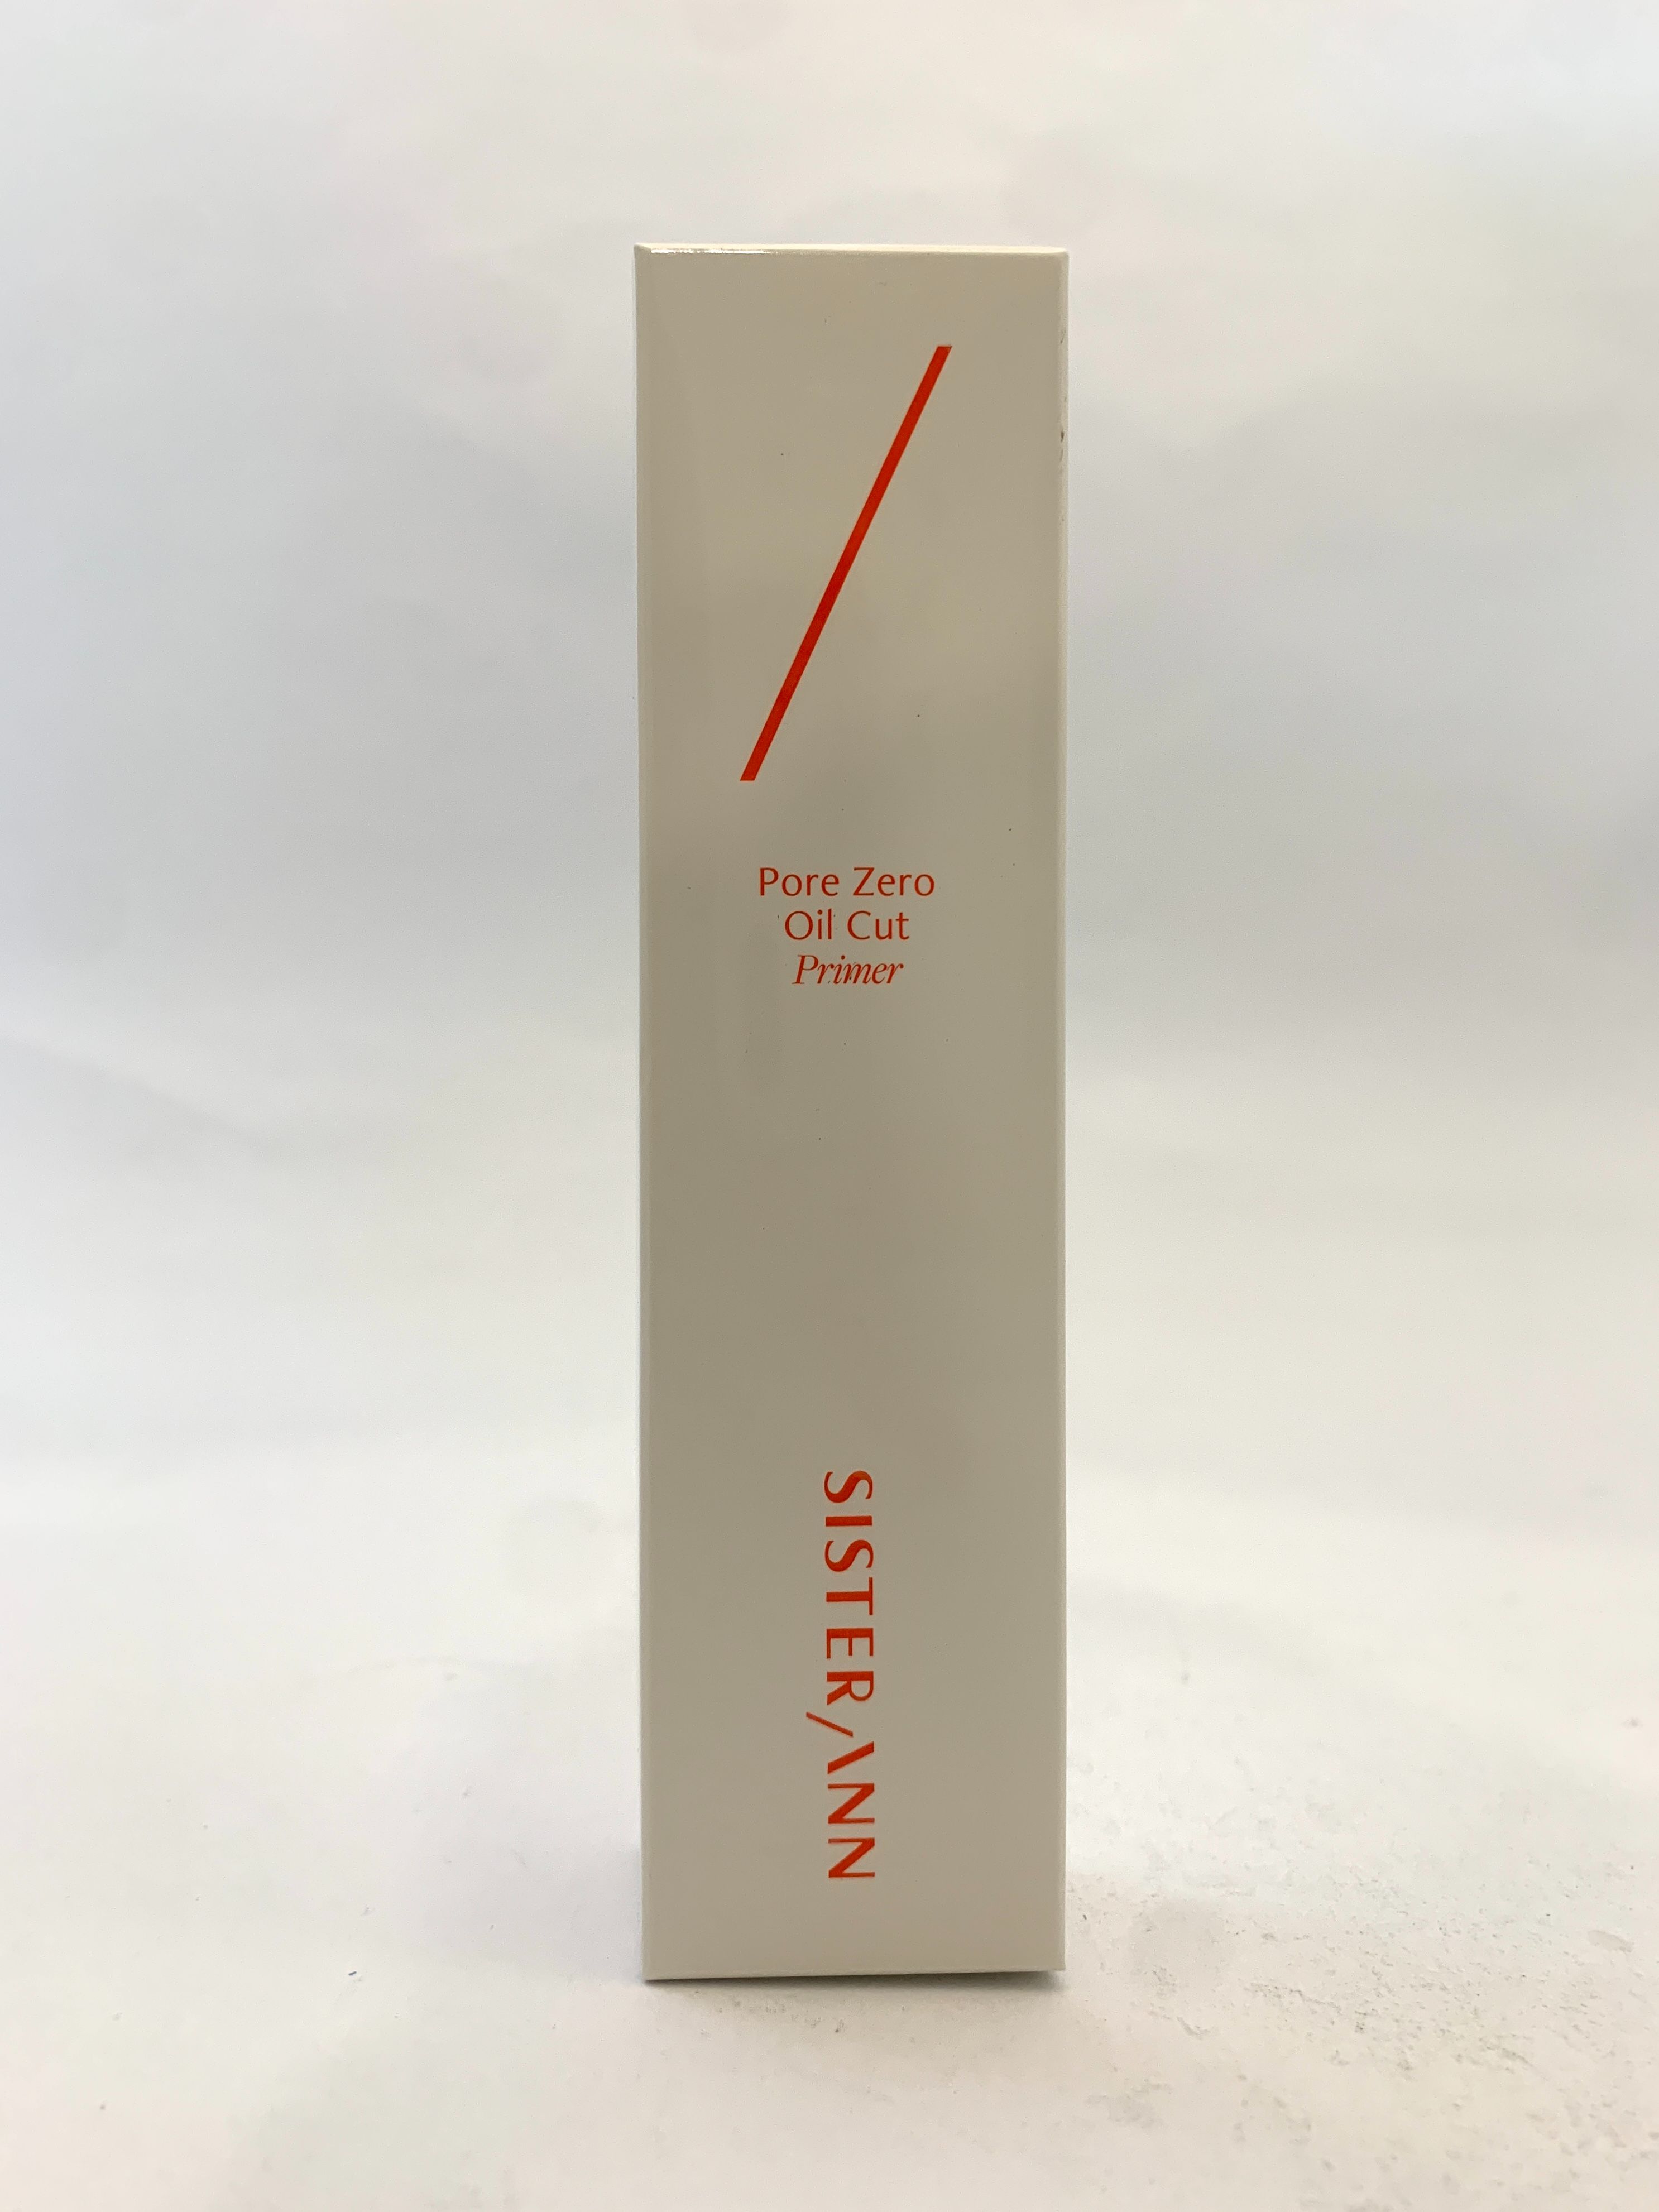 Pore Zero
Oil Cut
Primer
SISTER/ANN